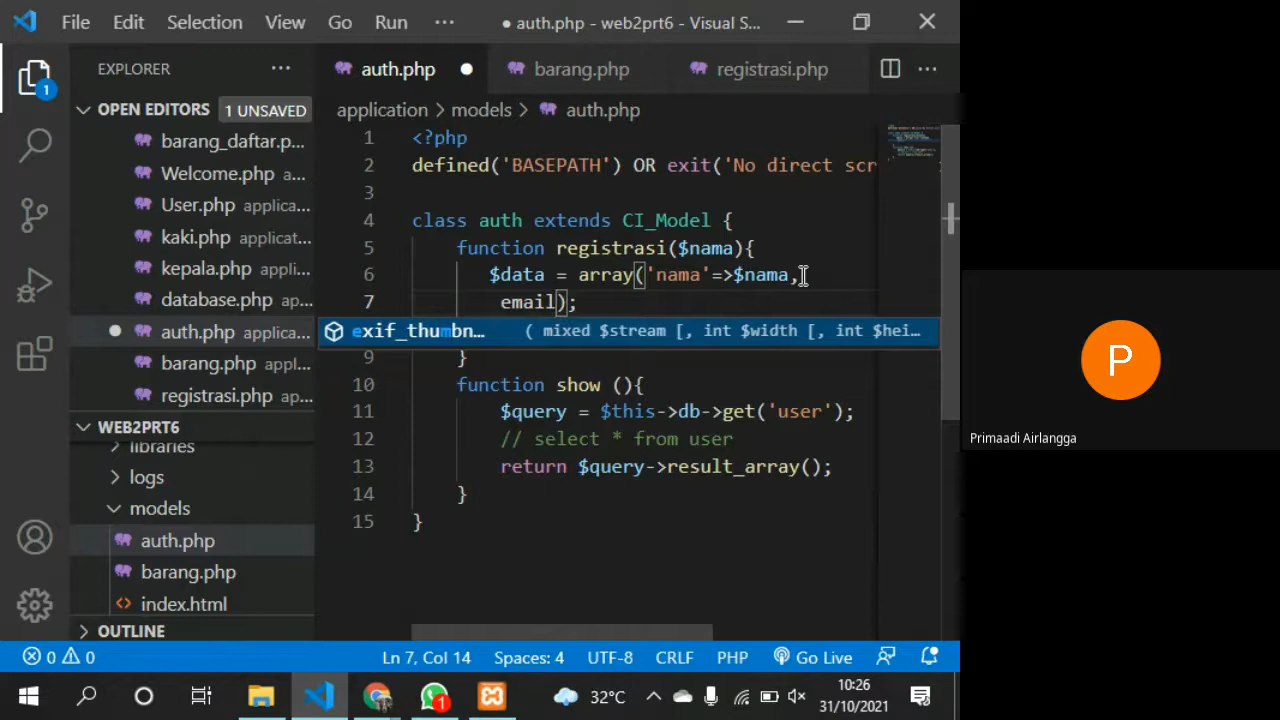 File Edit Selection View Go Run ··· ● auth.php - web2prt6 - Visual S...
EXPLORER ···
auth.php barang.php registrasi.php ···
1
OPEN EDITORS 1 UNSAVED
application > models > auth.php
barang_daftar.p...
Welcome.php a...
User.php applica...
kaki.php applicat...
kepala.php applic...
database.php appl...
auth.php applica...
barang.php appl...
registrasi.php ap...
WEB2PRT6
libraries
logs
models
auth.php
barang.php
index.html
OUTLINE
1 <?php
2 defined('BASEPATH') OR exit('No direct scr
3
4 class auth extends CI_Model {
5 function registrasi($nama){
6 $data = array('nama'=>$nama,
7 email);
exif_thumbn... ( mixed $stream [, int $width [, int $hei...
9 }
10 function show (){
11 $query = $this->db->get('user');
12 // select * from user
13 return $query->result_array();
14 }
15 }
0 0 Ln 7, Col 14 Spaces: 4 UTF-8 CRLF PHP Go Live
1 32°C 10:26
31/10/2021
P
Primaadi Airlangga